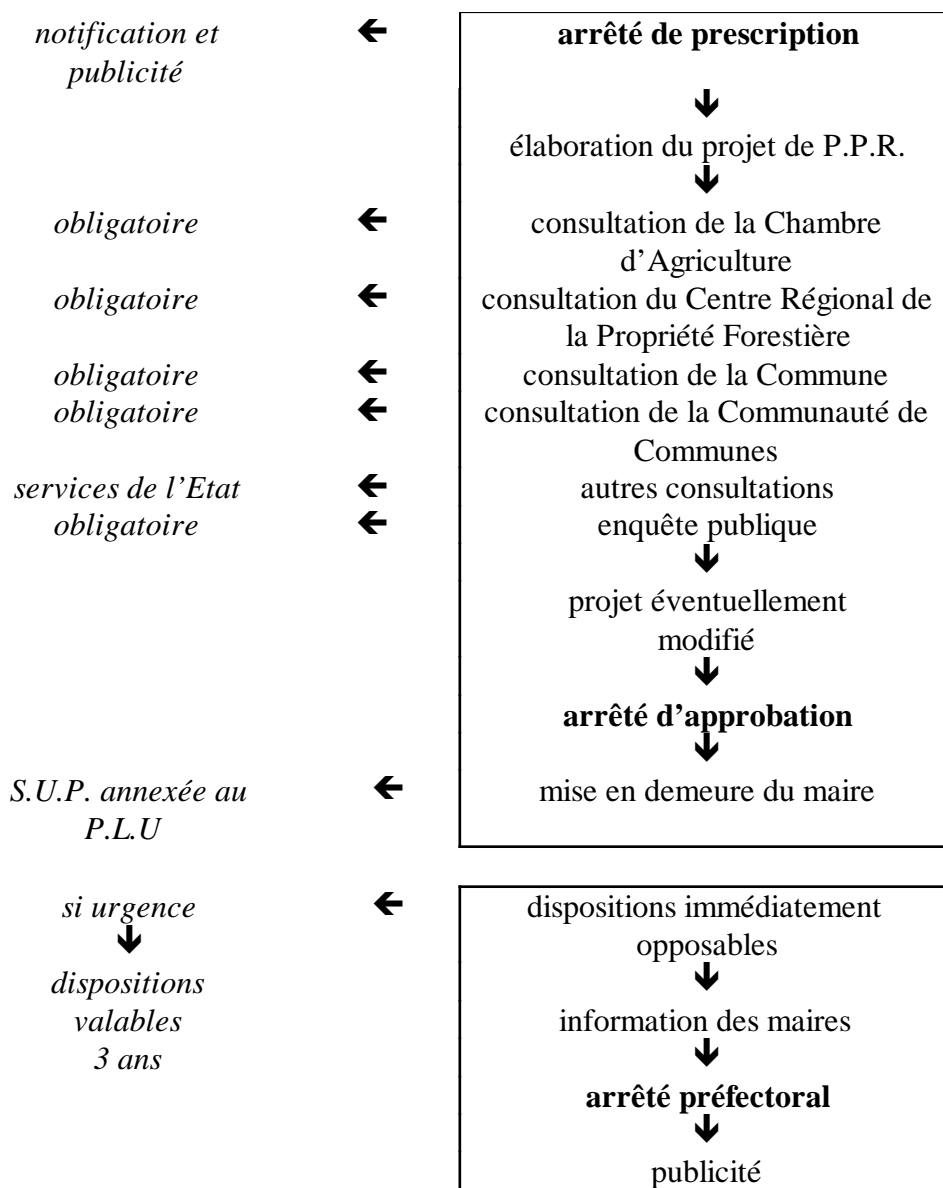 notification et
publicité
🡸
arrêté de prescription
🡻
élaboration du projet de P.P.R.
🡻
obligatoire
🡸
consultation de la Chambre
d’Agriculture
obligatoire
🡸
consultation du Centre Régional de
la Propriété Forestière
obligatoire
🡸
consultation de la Commune
obligatoire
🡸
consultation de la Communauté de
Communes
services de l’Etat
🡸
autres consultations
obligatoire
🡸
enquête publique
🡻
projet éventuellement
modifié
🡻
arrêté d’approbation
🡻
S.U.P. annexée au
P.L.U
🡸
mise en demeure du maire
si urgence
🡻
dispositions
valables
3 ans
🡸
dispositions immédiatement
opposables
🡻
information des maires
🡻
arrêté préfectoral
🡻
publicité